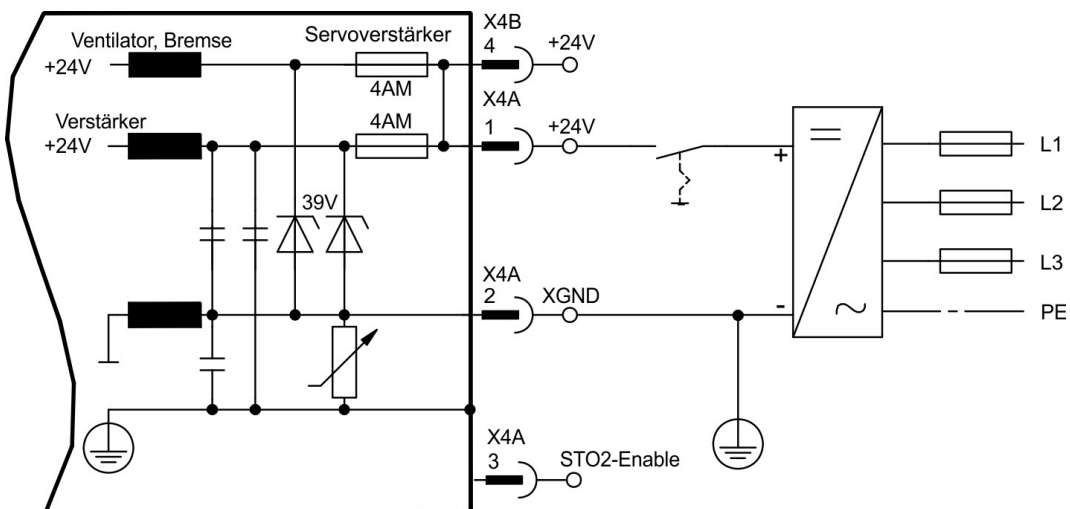 Ventilator, Bremse
+24V
Servoverstärker
4AM
X4B
4
+24V
Verstärker
+24V
4AM
X4A
1
+24V
39V
+
-
L1
L2
L3
PE
X4A
2
XGND
X4A
3
STO2-Enable